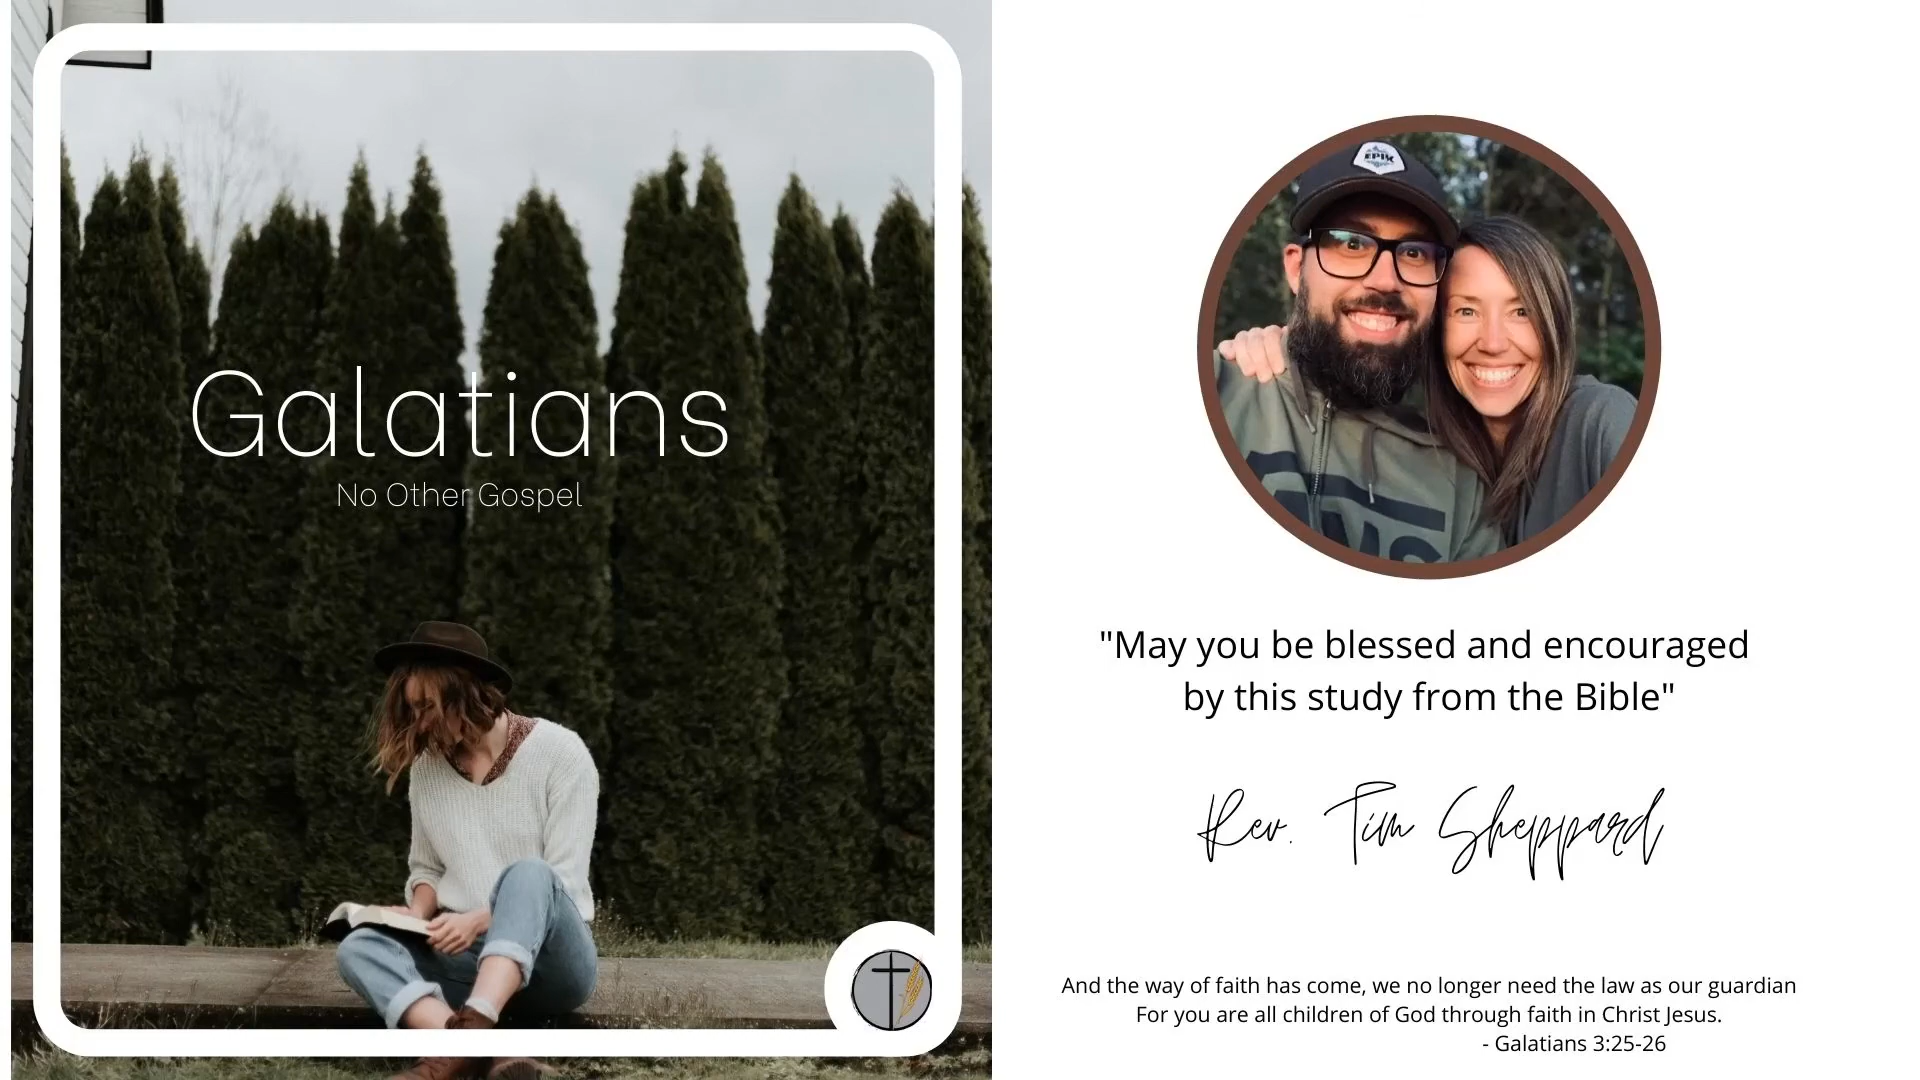 Galatians
No Other Gospel
EPIK
"May you be blessed and encouraged
by this study from the Bible"
Rev. Tim Sheppard
And the way of faith has come, we no longer need the law as our guardian
For you are all children of God through faith in Christ Jesus.
- Galatians 3:25-26